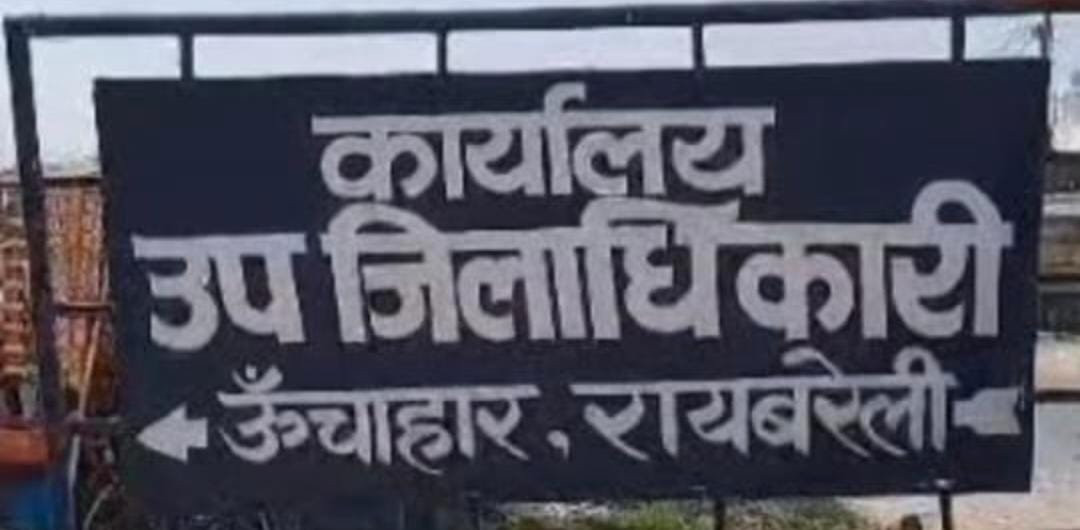 कार्यालय
उप जिलाधिकारी
ऊँचाहार, रायबरेली